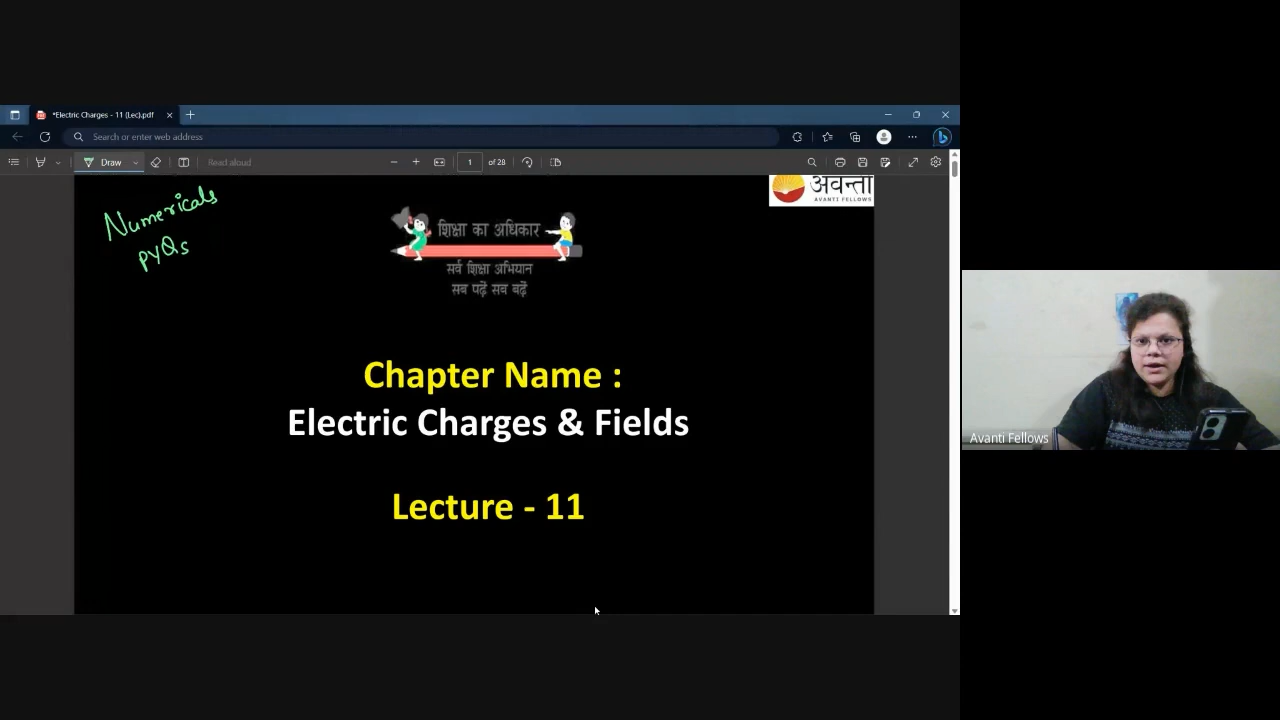 *Electric Charges - 11 (Lec).pdf
Search or enter web address
Draw
Read aloud
1 of 28
Numericals
PYQs
अवन्ती
AVANTI FELLOWS
शिक्षा का अधिकार
सर्व शिक्षा अभियान
सब पढ़ें सब बढ़ें
Chapter Name :
Electric Charges & Fields
Lecture - 11
Avanti Fellows